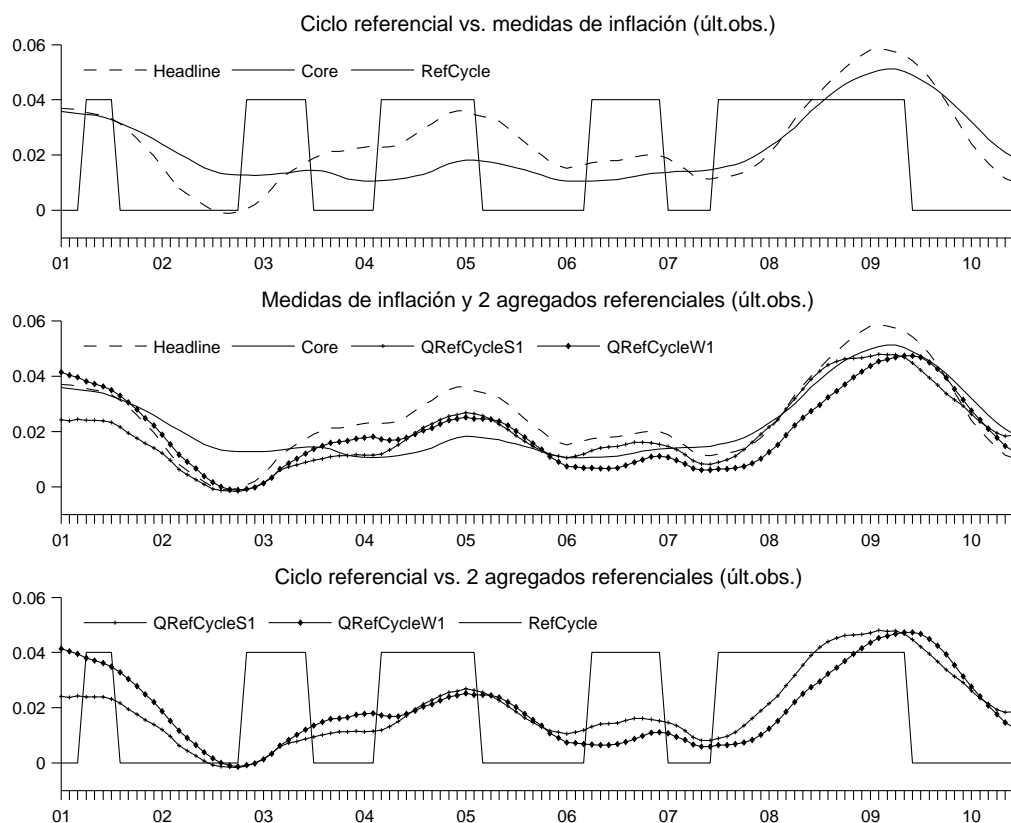 Ciclo referencial vs. medidas de inflación (últ.obs.)
0.06
Headline Core RefCycle
0.04
0.02
0
01 02 03 04 05 06 07 08 09 10
Medidas de inflación y 2 agregados referenciales (últ.obs.)
0.06
Headline Core QRefCycleS1 QRefCycleW1
0.04
0.02
0
01 02 03 04 05 06 07 08 09 10
Ciclo referencial vs. 2 agregados referenciales (últ.obs.)
0.06
QRefCycleS1 QRefCycleW1 RefCycle
0.04
0.02
0
01 02 03 04 05 06 07 08 09 10